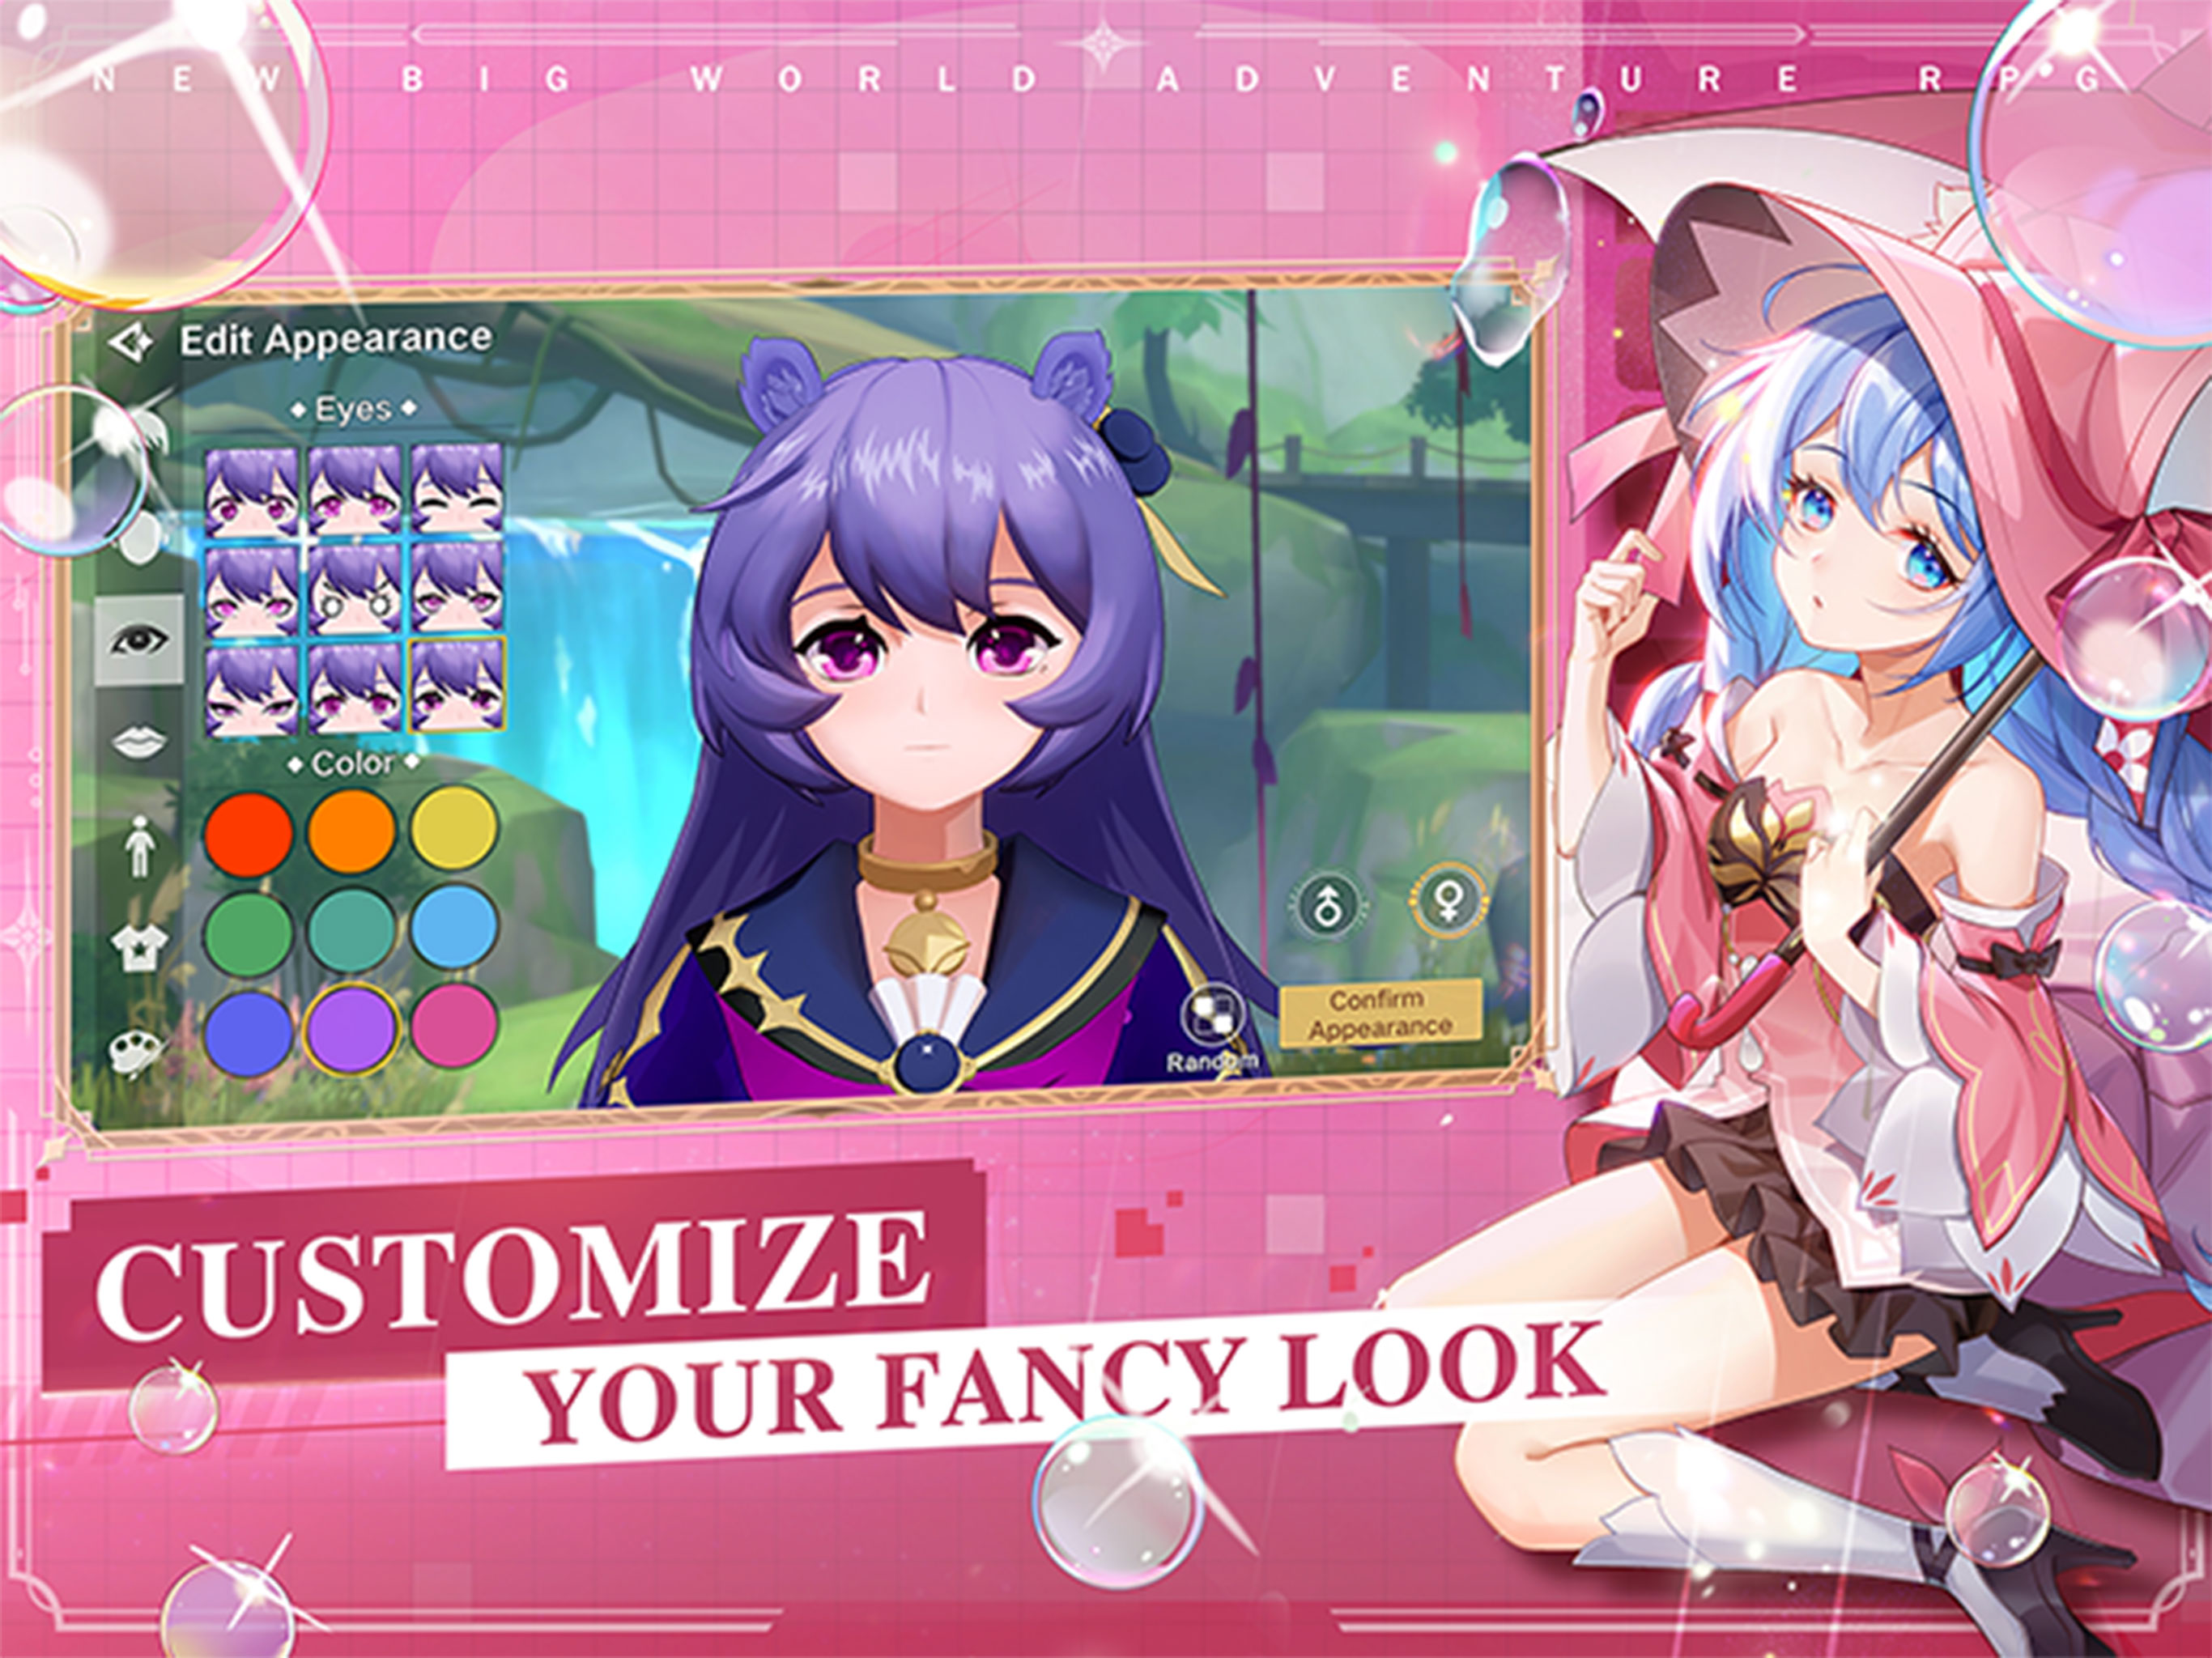 NEW BIG WORLD ADVENTURE RPG
Edit Appearance
Eyes
Color
Random
Confirm
Appearance
CUSTOMIZE
YOUR FANCY LOOK